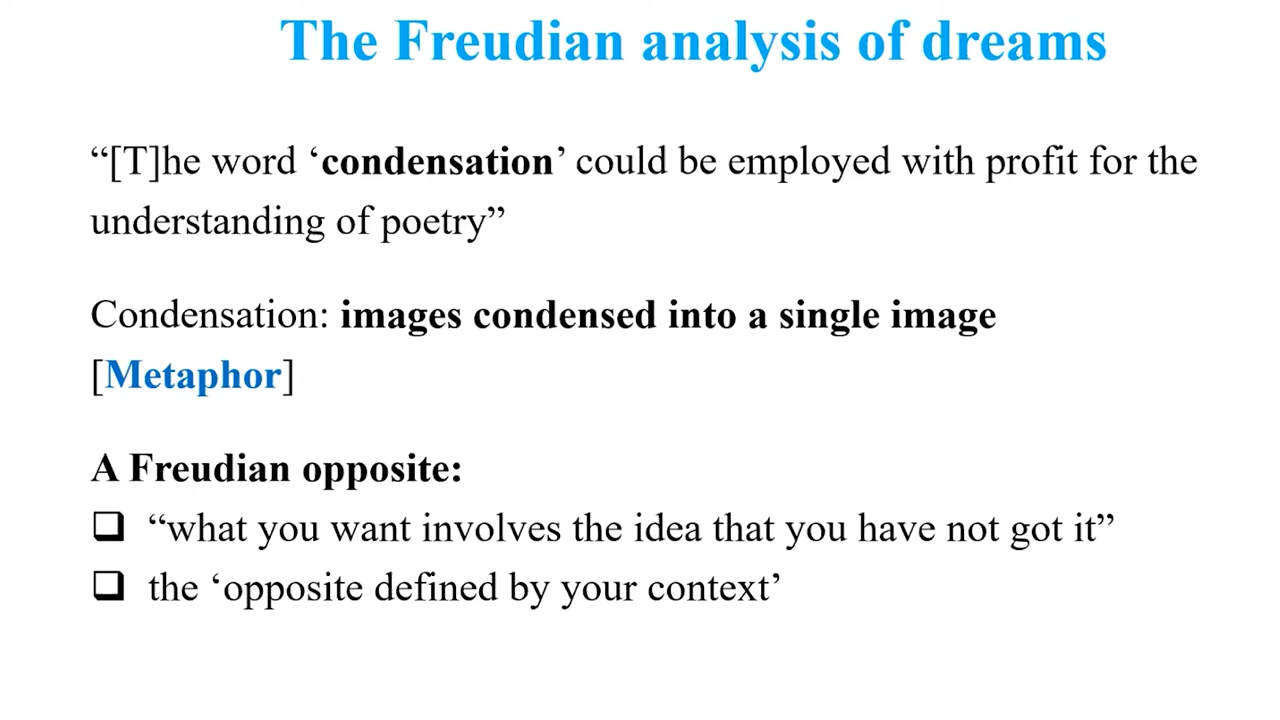 The Freudian analysis of dreams
“[T]he word ‘condensation’ could be employed with profit for the
understanding of poetry”
Condensation: images condensed into a single image
[Metaphor]
A Freudian opposite:
❑ “what you want involves the idea that you have not got it”
❑ the ‘opposite defined by your context’